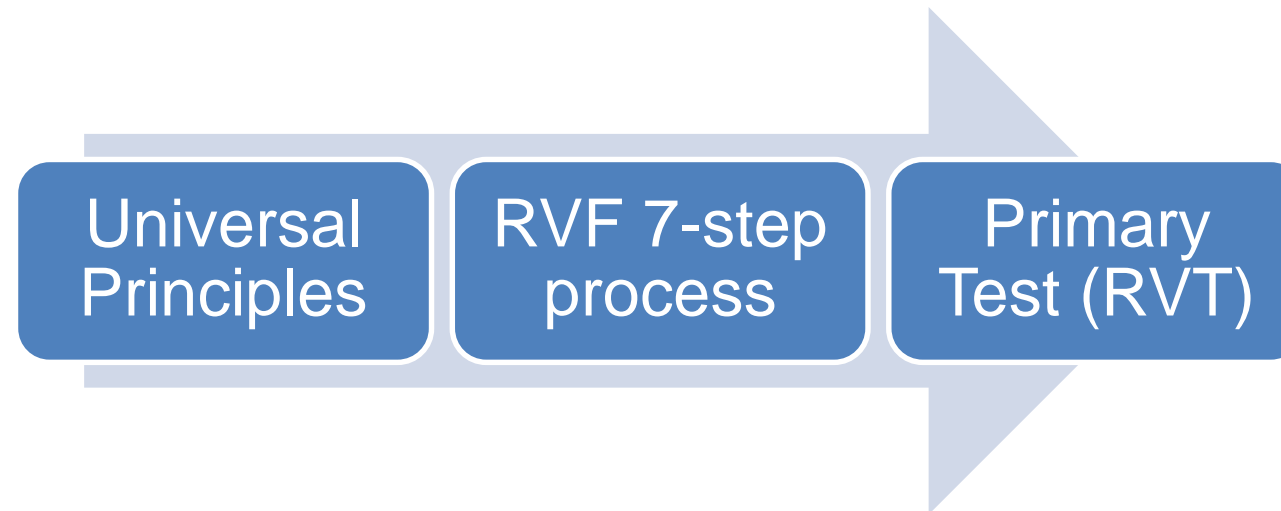 Universal
Principles
RVF 7-step
process
Primary
Test (RVT)